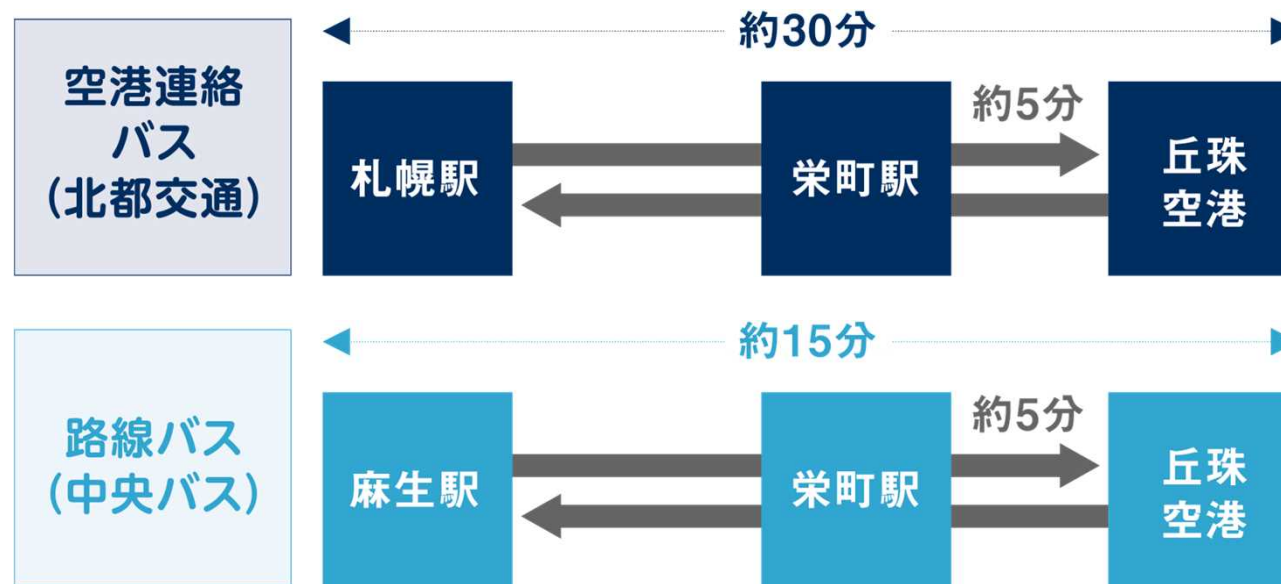 空港連絡
バス
(北都交通)
約30分
札幌駅
栄町駅
約5分
丘珠
空港
路線バス
(中央バス)
約15分
麻生駅
栄町駅
約5分
丘珠
空港